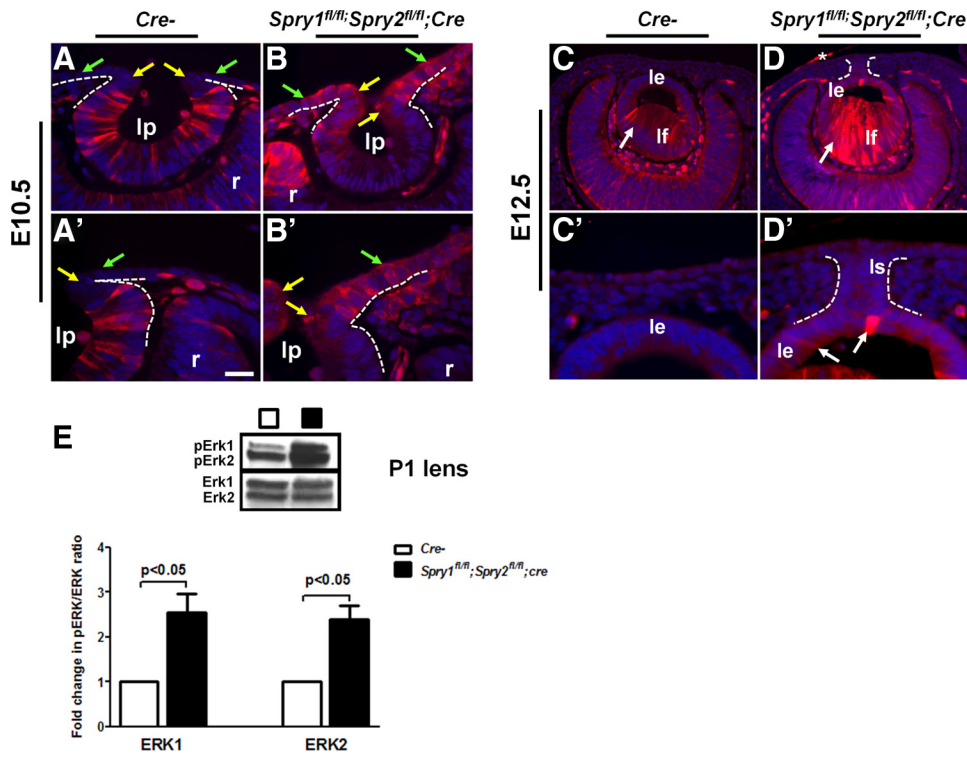 Cre-
Spry1fl/fl;Spry2fl/fl;Cre
Cre-
Spry1fl/fl;Spry2fl/fl;Cre
E10.5
A
lp
r
B
lp
r
A'
lp
r
B'
lp
r
E12.5
C
le
lf
D
*
le
lf
C'
le
D'
ls
le
E
pErk1
pErk2
Erk1
Erk2
P1 lens
Fold change in pERK/ERK ratio
4
3
2
1
0
p<0.05
p<0.05
ERK1
ERK2
Cre-
Spry1fl/fl;Spry2fl/fl;cre